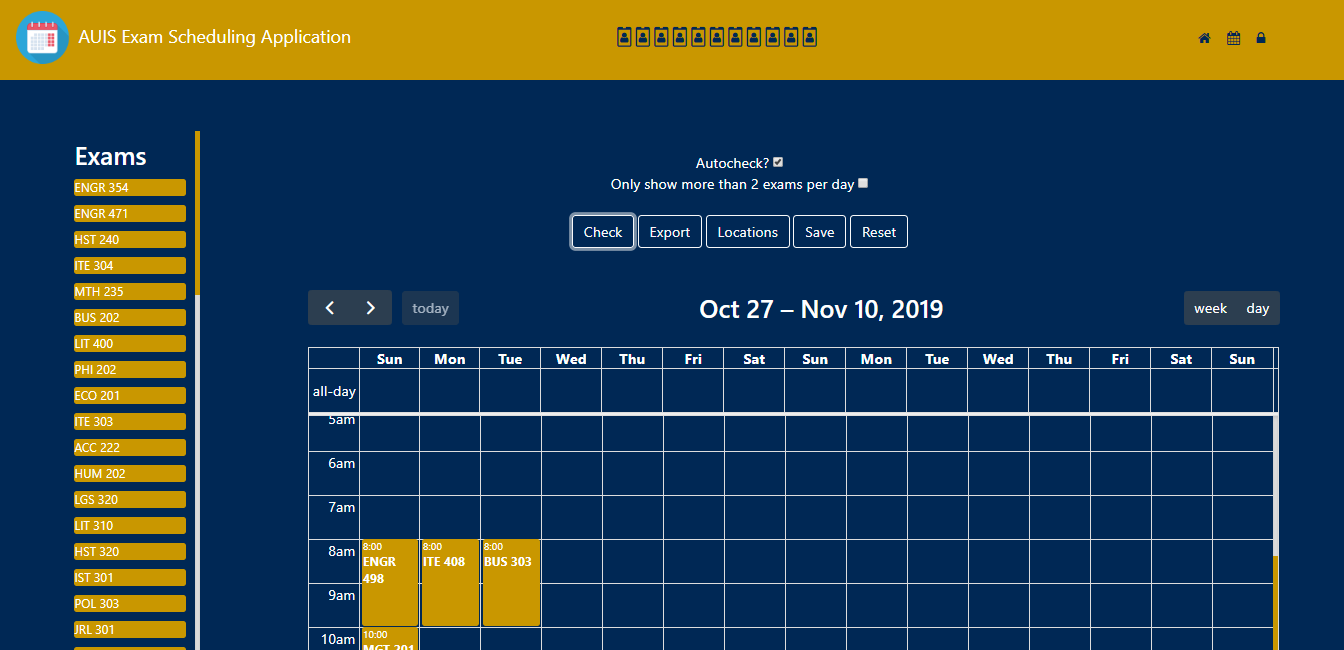 AUIS Exam Scheduling Application
Exams
ENGR 354
ENGR 471
HST 240
ITE 304
MTH 235
BUS 202
LIT 400
PHI 202
ECO 201
ITE 303
ACC 222
HUM 202
LGS 320
LIT 310
HST 320
IST 301
POL 303
JRL 301
Autocheck?
Only show more than 2 exams per day
Check Export Locations Save Reset
today Oct 27 – Nov 10, 2019 week day
Sun Mon Tue Wed Thu Fri Sat Sun Mon Tue Wed Thu Fri Sat Sun
all-day
5am
6am
7am
8am 8:00 8:00 8:00
ENGR ITE 408 BUS 303
498
9am
10am 10:00
MGT 201